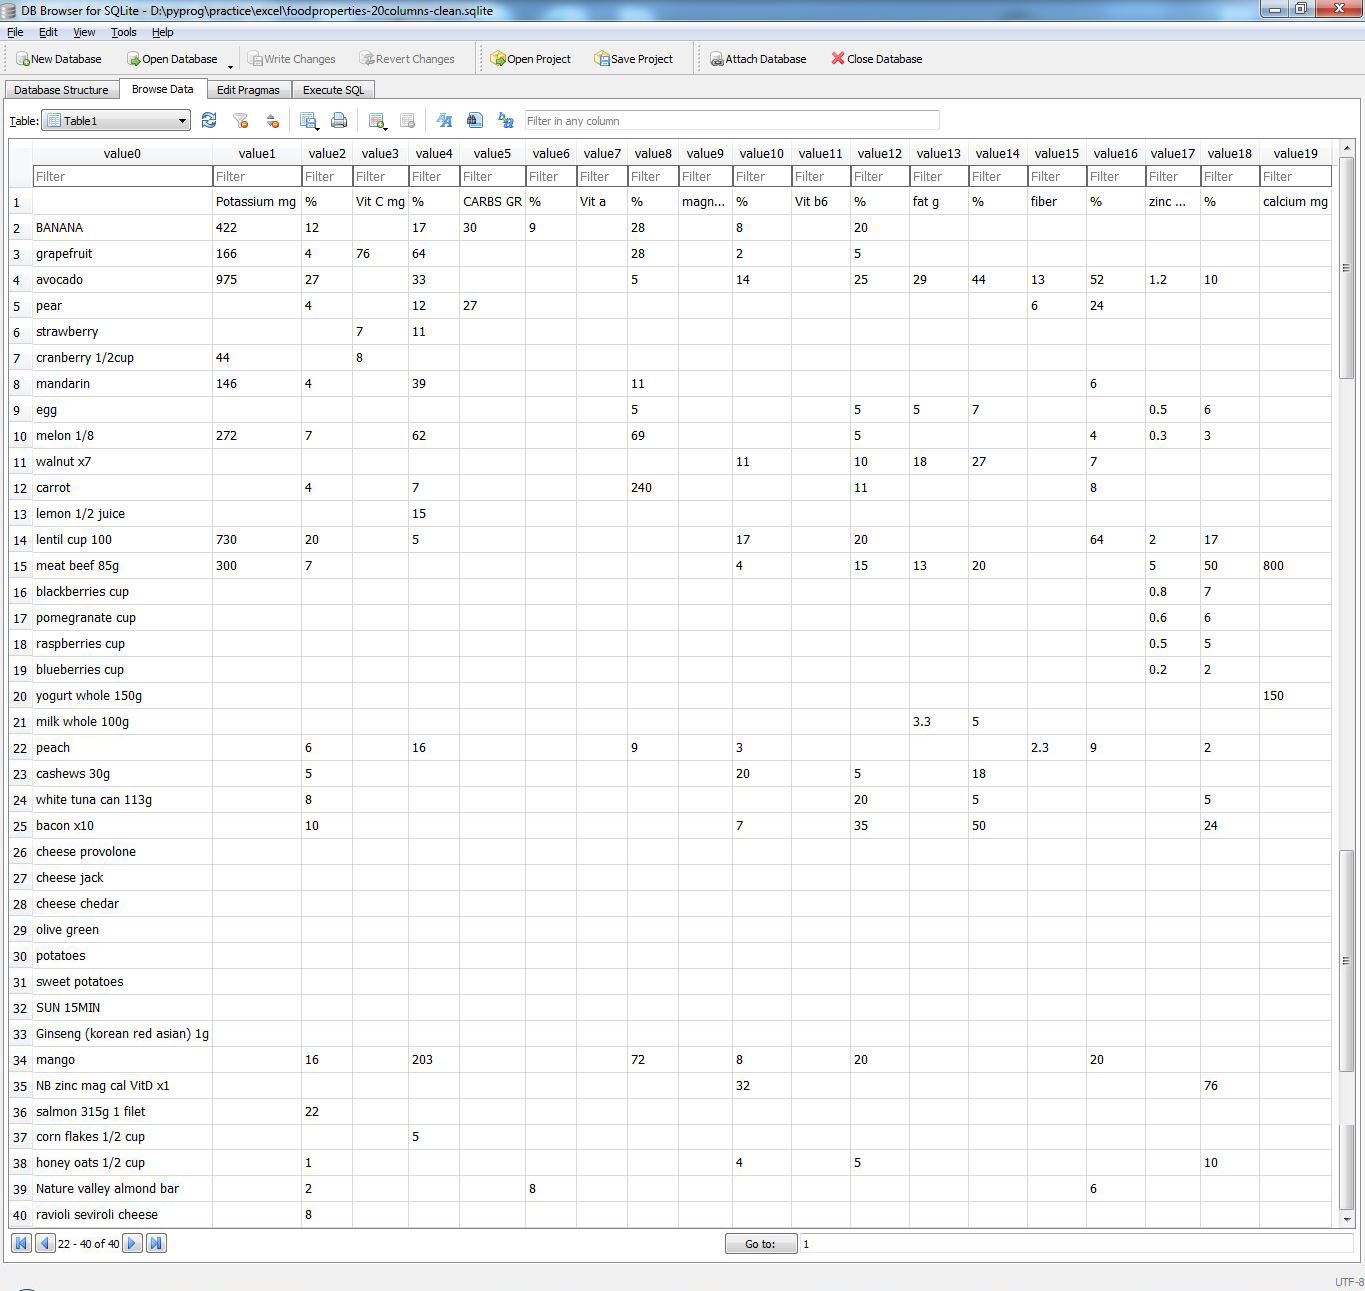 DB Browser for SQLite - D:\pyprog\practice\excel\foodproperties-20columns-clean.sqlite
File Edit View Tools Help
New Database Open Database Write Changes Revert Changes Open Project Save Project Attach Database Close Database
Database Structure Browse Data Edit Pragmas Execute SQL
Table: Table1 Filter in any column
value0 value1 value2 value3 value4 value5 value6 value7 value8 value9 value10 value11 value12 value13 value14 value15 value16 value17 value18 value19
Filter Filter Filter Filter Filter Filter Filter Filter Filter Filter Filter Filter Filter Filter Filter Filter Filter Filter Filter Filter
1 Potassium mg % Vit C mg % CARBS GR % Vit a % magn... % Vit b6 % fat g % fiber % zinc ... % calcium mg
2 BANANA 422 12 17 30 9 28 8 20
3 grapefruit 166 4 76 64 28 2 5
4 avocado 975 27 33 5 14 25 29 44 13 52 1.2 10
5 pear 4 12 27 6 24
6 strawberry 7 11
7 cranberry 1/2cup 44 8
8 mandarin 146 4 39 11 6
9 egg 5 5 5 7 0.5 6
10 melon 1/8 272 7 62 69 5 4 0.3 3
11 walnut x7 11 10 18 27 7
12 carrot 4 7 240 11 8
13 lemon 1/2 juice 15
14 lentil cup 100 730 20 5 17 20 64 2 17
15 meat beef 85g 300 7 4 15 13 20 5 50 800
16 blackberries cup 0.8 7
17 pomegranate cup 0.6 6
18 raspberries cup 0.5 5
19 blueberries cup 0.2 2
20 yogurt whole 150g 150
21 milk whole 100g 3.3 5
22 peach 6 16 9 3 2.3 9 2
23 cashews 30g 5 20 5 18
24 white tuna can 113g 8 20 5 5
25 bacon x10 10 7 35 50 24
26 cheese provolone
27 cheese jack
28 cheese chedar
29 olive green
30 potatoes
31 sweet potatoes
32 SUN 15MIN
33 Ginseng (korean red asian) 1g
34 mango 16 203 72 8 20 20
35 NB zinc mag cal VitD x1 32 76
36 salmon 315g 1 filet 22
37 corn flakes 1/2 cup 5
38 honey oats 1/2 cup 1 4 5 10
39 Nature valley almond bar 2 8 6
40 ravioli seviroli cheese 8
22 - 40 of 40 Go to: 1
UTF-8